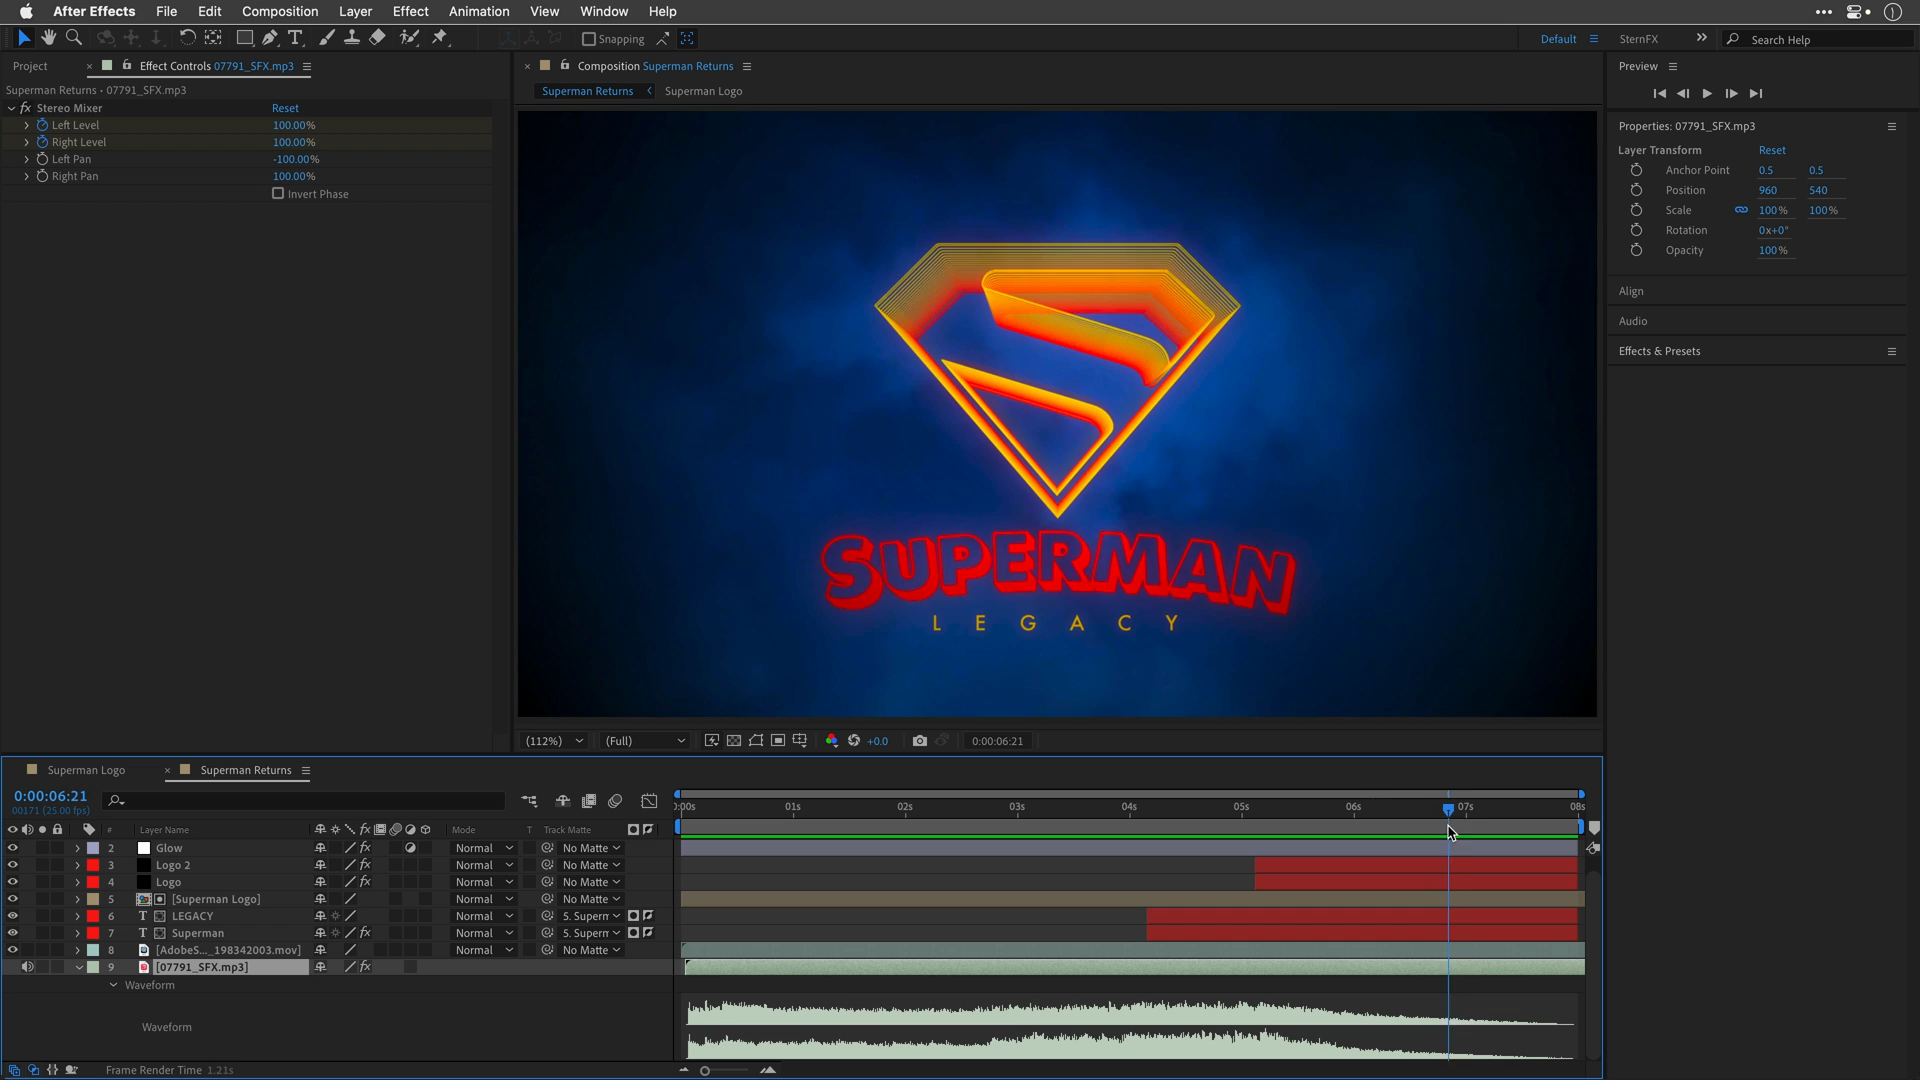 After Effects File Edit Composition Layer Effect Animation View Window Help
Snapping
Default
SternFX
Search Help
Project
Effect Controls 07791_SFX.mp3
Superman Returns • 07791_SFX.mp3
fx Stereo Mixer Reset
Left Level 100.00%
Right Level 100.00%
Left Pan -100.00%
Right Pan 100.00%
Invert Phase
Composition Superman Returns
Superman Returns Superman Logo
SUPERMAN
LEGACY
(112%) (Full) +0.0 0:00:06:21
Preview
Properties: 07791_SFX.mp3
Layer Transform Reset
Anchor Point 0.5 0.5
Position 960 540
Scale 100% 100%
Rotation 0x+0°
Opacity 100%
Align
Audio
Effects & Presets
Superman Logo Superman Returns
0:00:06:21
00171 (25.00 fps)
:00s 01s 02s 03s 04s 05s 06s 07s 08s
# Layer Name fx Mode T Track Matte
2 Glow fx Normal No Matte
3 Logo 2 fx Normal No Matte
4 Logo fx Normal No Matte
5 [Superman Logo] Normal No Matte
6 T LEGACY Normal 5. Superr
7 T Superman Normal 5. Superr
8 [AdobeS..._198342003.mov] Normal No Matte
9 [07791_SFX.mp3] fx
Waveform
Waveform
Frame Render Time 1.21s